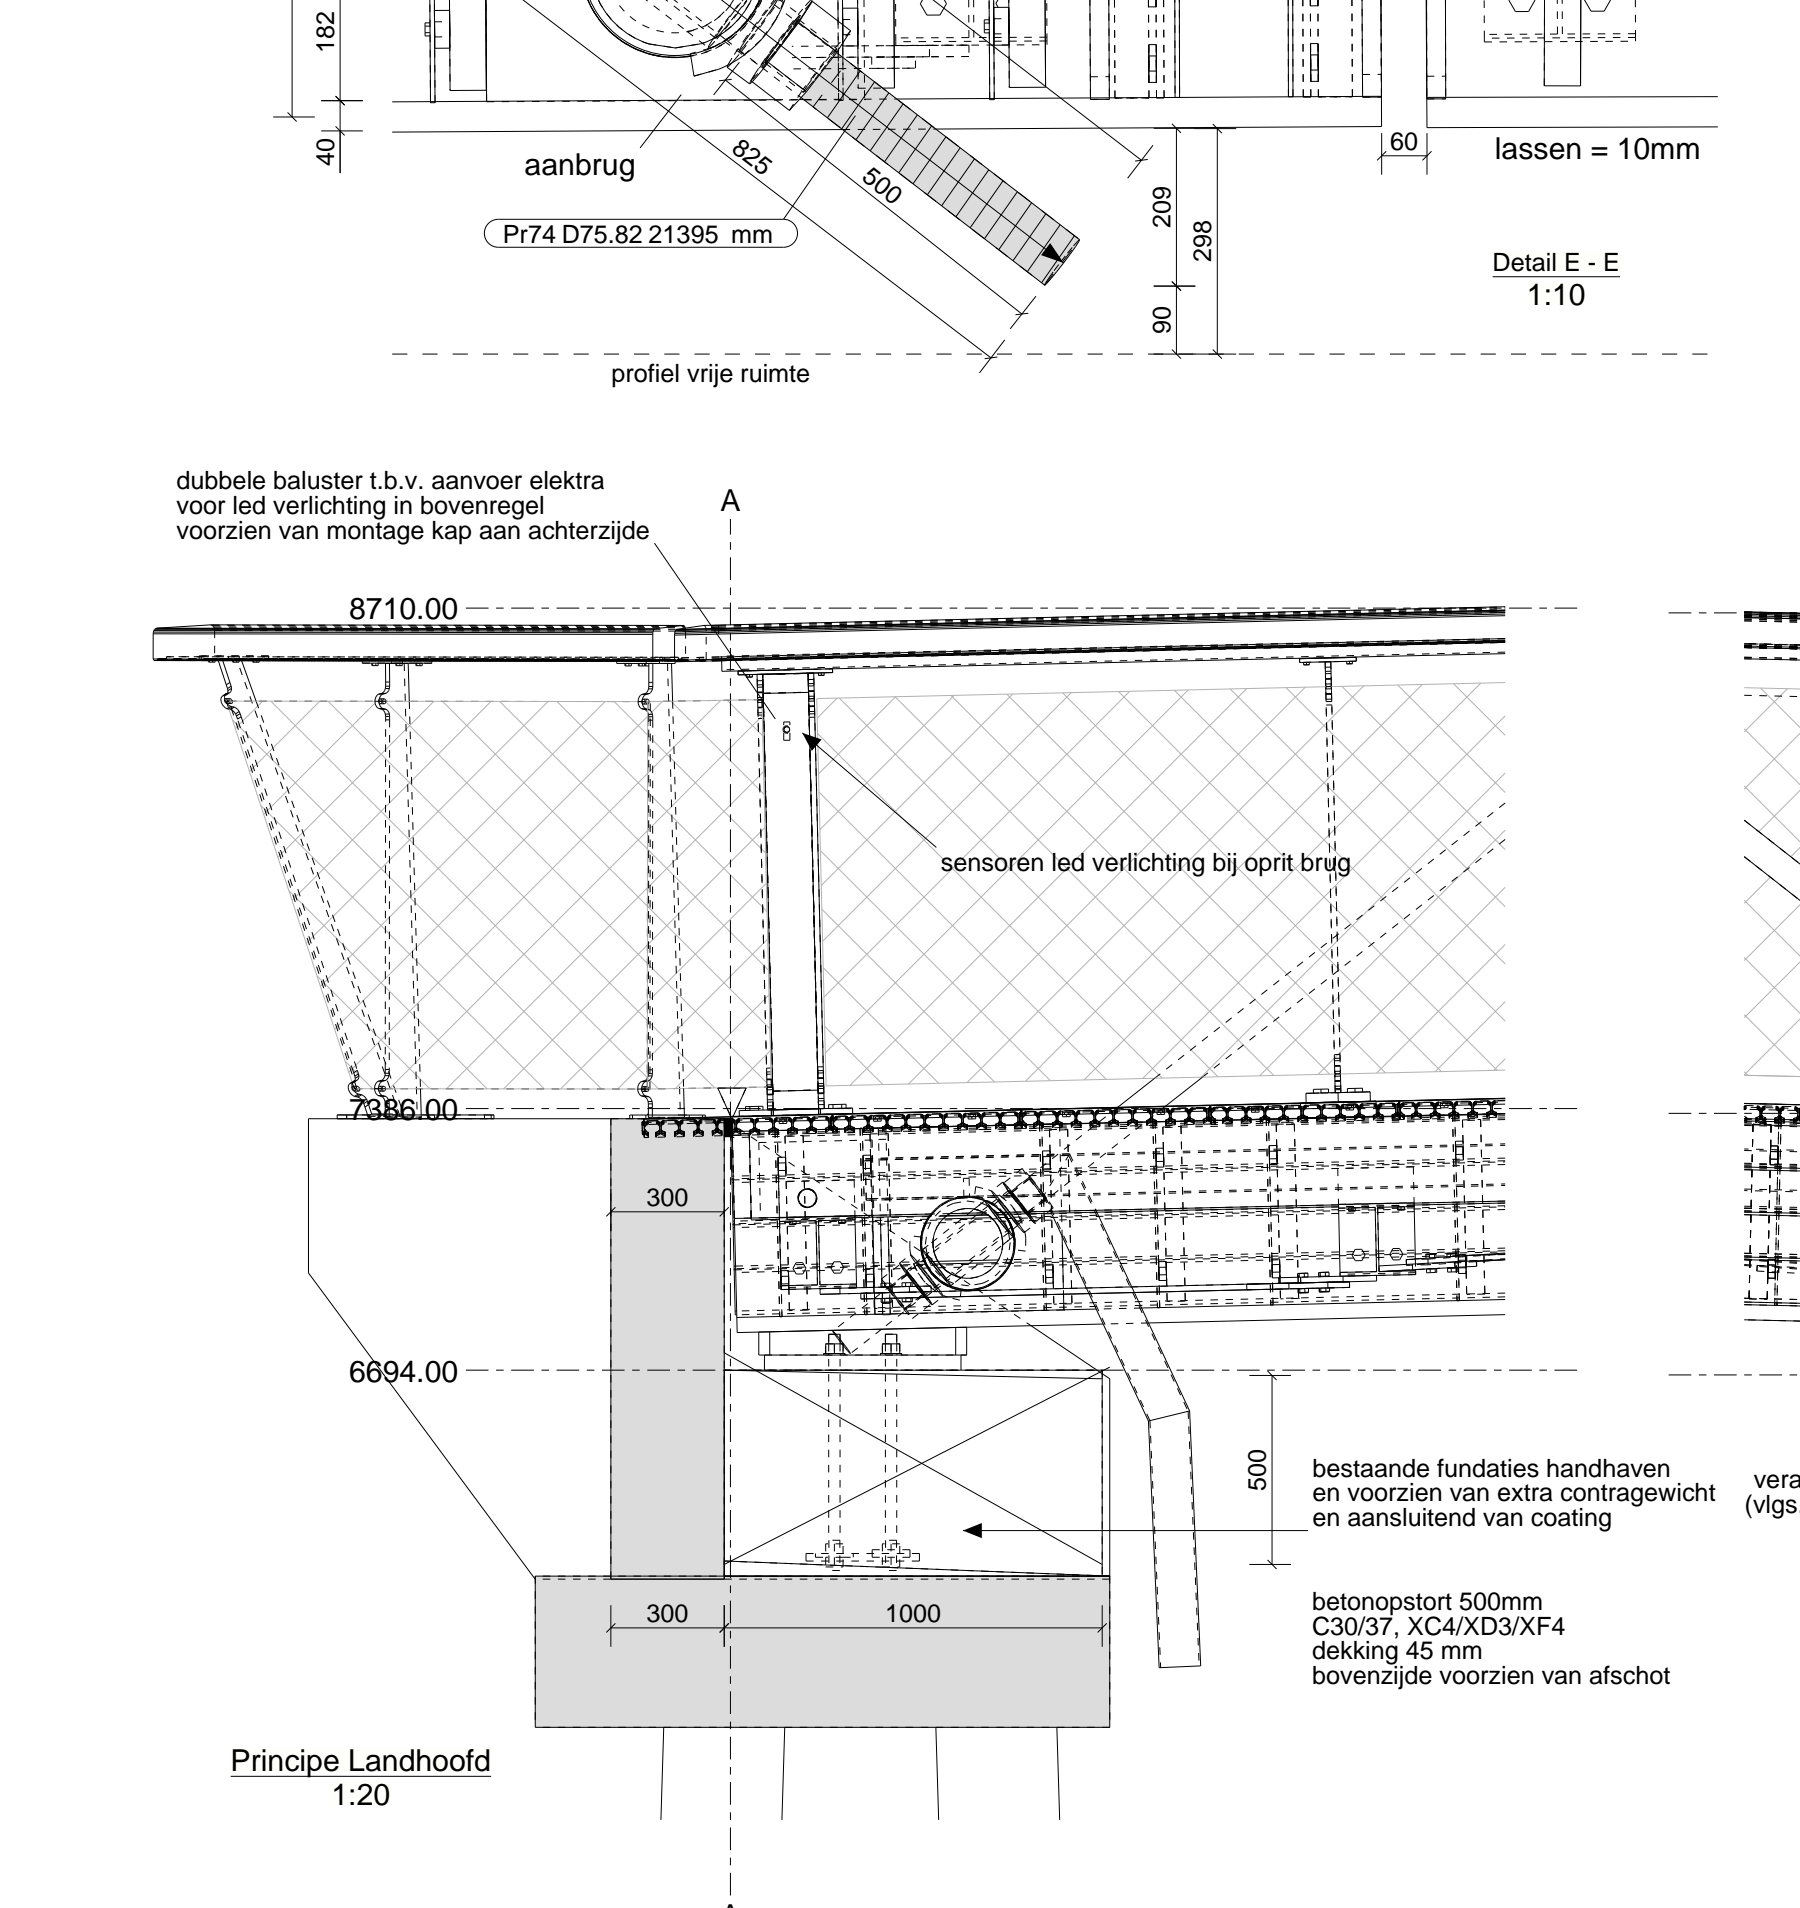 182
40
aanbrug
825
500
Pr74 D75.82 21395 mm
209
298
90
60
lassen = 10mm
Detail E - E
1:10
profiel vrije ruimte
dubbele baluster t.b.v. aanvoer elektra
voor led verlichting in bovenregel
voorzien van montage kap aan achterzijde
A
8710.00
sensoren led verlichting bij oprit brug
7386.00
300
6694.00
500
bestaande fundaties handhaven
en voorzien van extra contragewicht
en aansluitend van coating
vera
(vlgs.
300
1000
betonopstort 500mm
C30/37, XC4/XD3/XF4
dekking 45 mm
bovenzijde voorzien van afschot
Principe Landhoofd
1:20